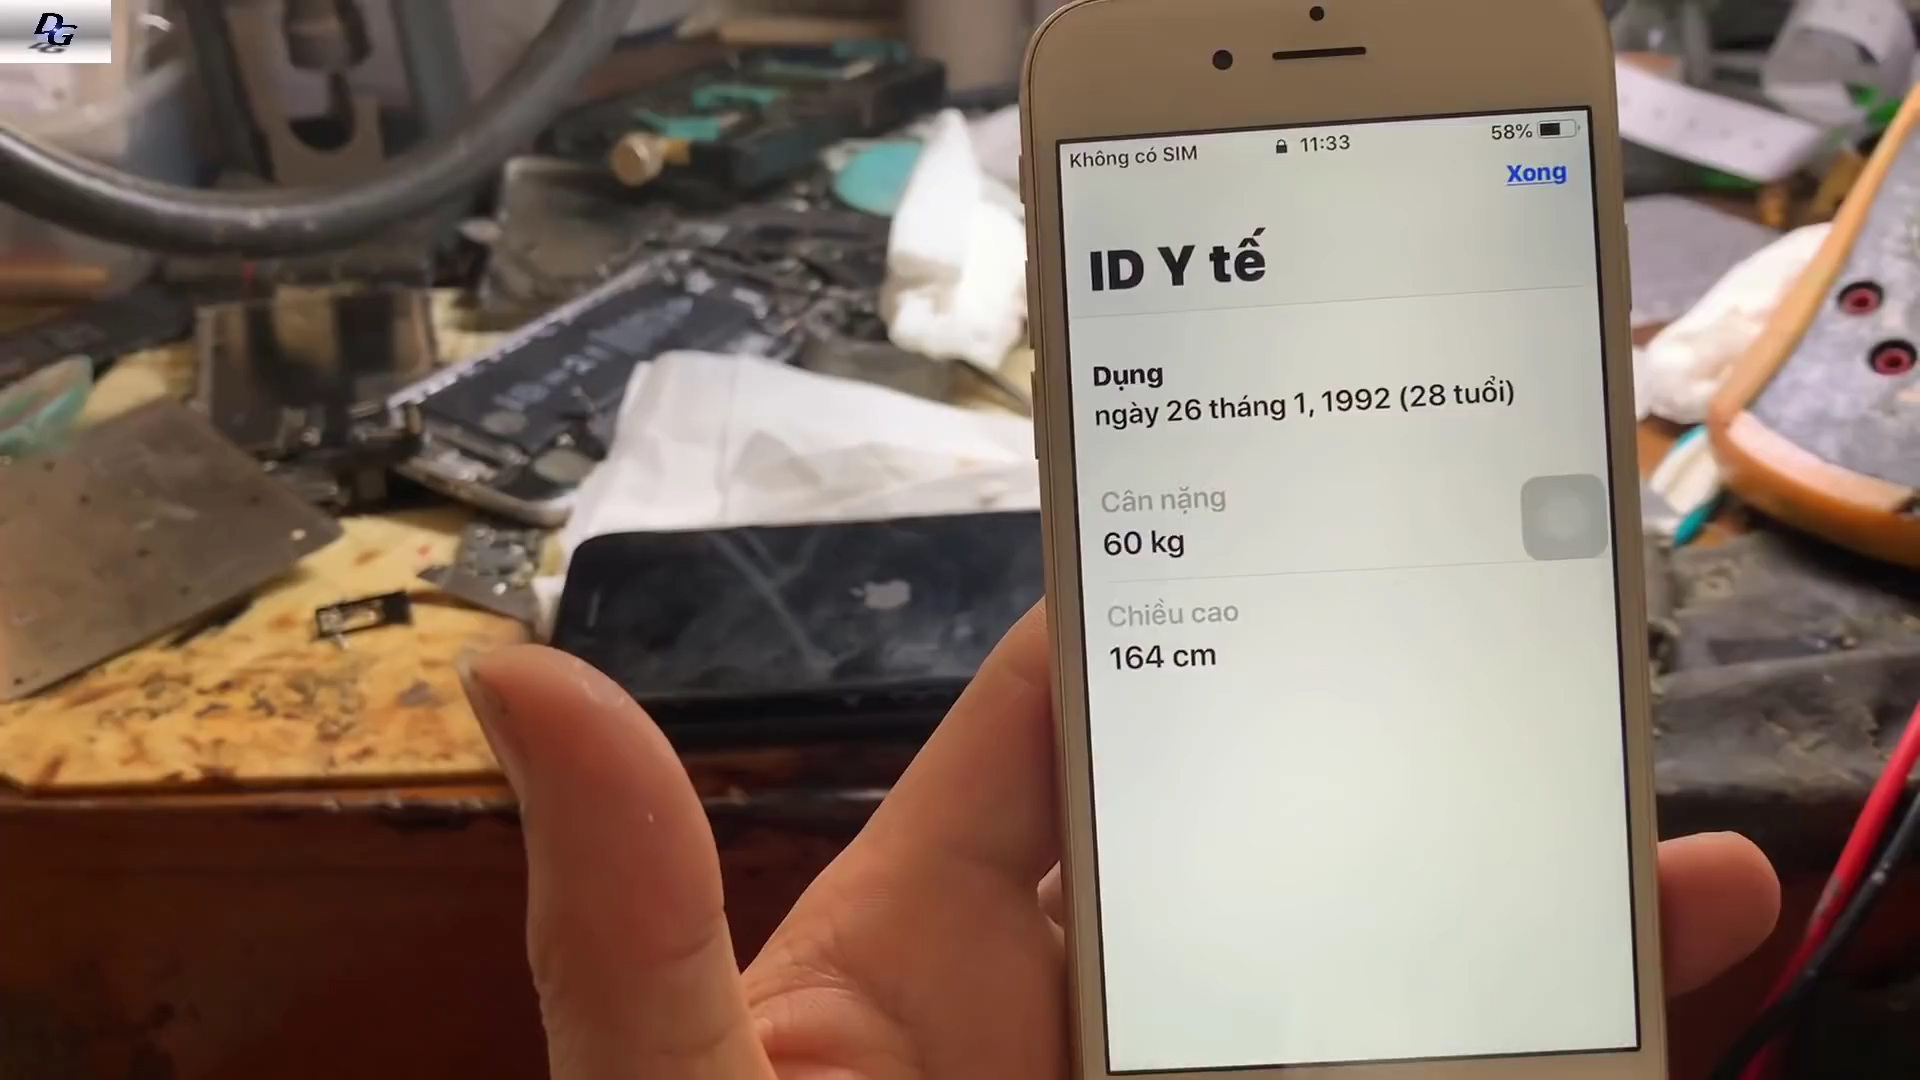 DG
Không có SIM 11:33 58%
Xong
ID Y tế
Dụng
ngày 26 tháng 1, 1992 (28 tuổi)
Cân nặng
60 kg
Chiều cao
164 cm